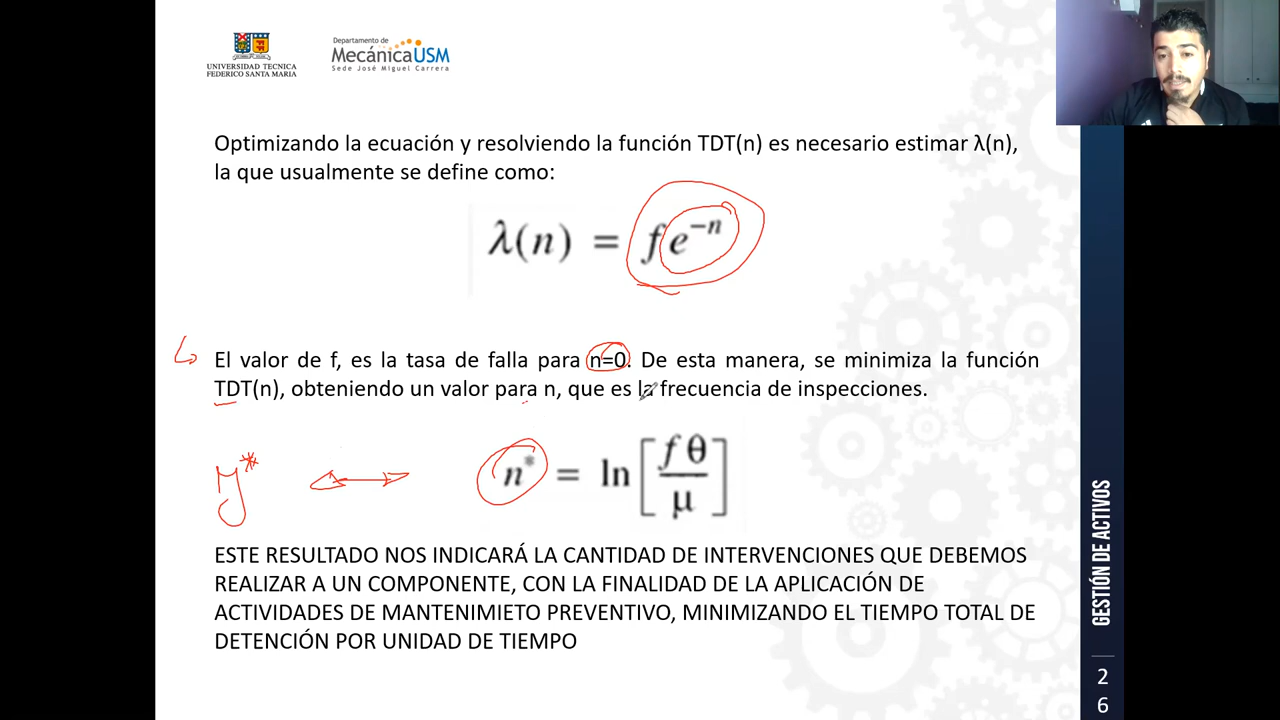 UNIVERSIDAD TECNICA
FEDERICO SANTA MARIA
Departamento de
MecánicaUSM
Sede José Miguel Carrera
Optimizando la ecuación y resolviendo la función TDT(n) es necesario estimar λ(n),
la que usualmente se define como:
λ(n) = fe⁻ⁿ
El valor de f, es la tasa de falla para n=0. De esta manera, se minimiza la función
TDT(n), obteniendo un valor para n, que es la frecuencia de inspecciones.
n* = ln [fθ/μ]
ESTE RESULTADO NOS INDICARÁ LA CANTIDAD DE INTERVENCIONES QUE DEBEMOS
REALIZAR A UN COMPONENTE, CON LA FINALIDAD DE LA APLICACIÓN DE
ACTIVIDADES DE MANTENIMIETO PREVENTIVO, MINIMIZANDO EL TIEMPO TOTAL DE
DETENCIÓN POR UNIDAD DE TIEMPO
GESTIÓN DE ACTIVOS
2
6